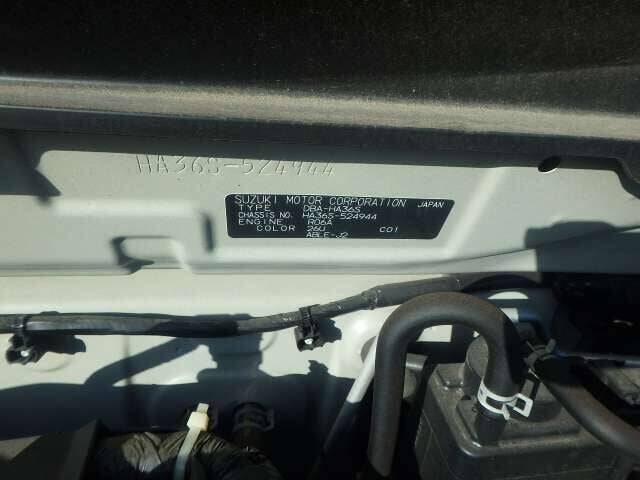 HA36S-524944
SUZUKI MOTOR CORPORATION JAPAN
TYPE DBA-HA36S
CHASSIS NO. HA36S-524944
ENGINE R06A
COLOR 26U C01
ABLE-J2